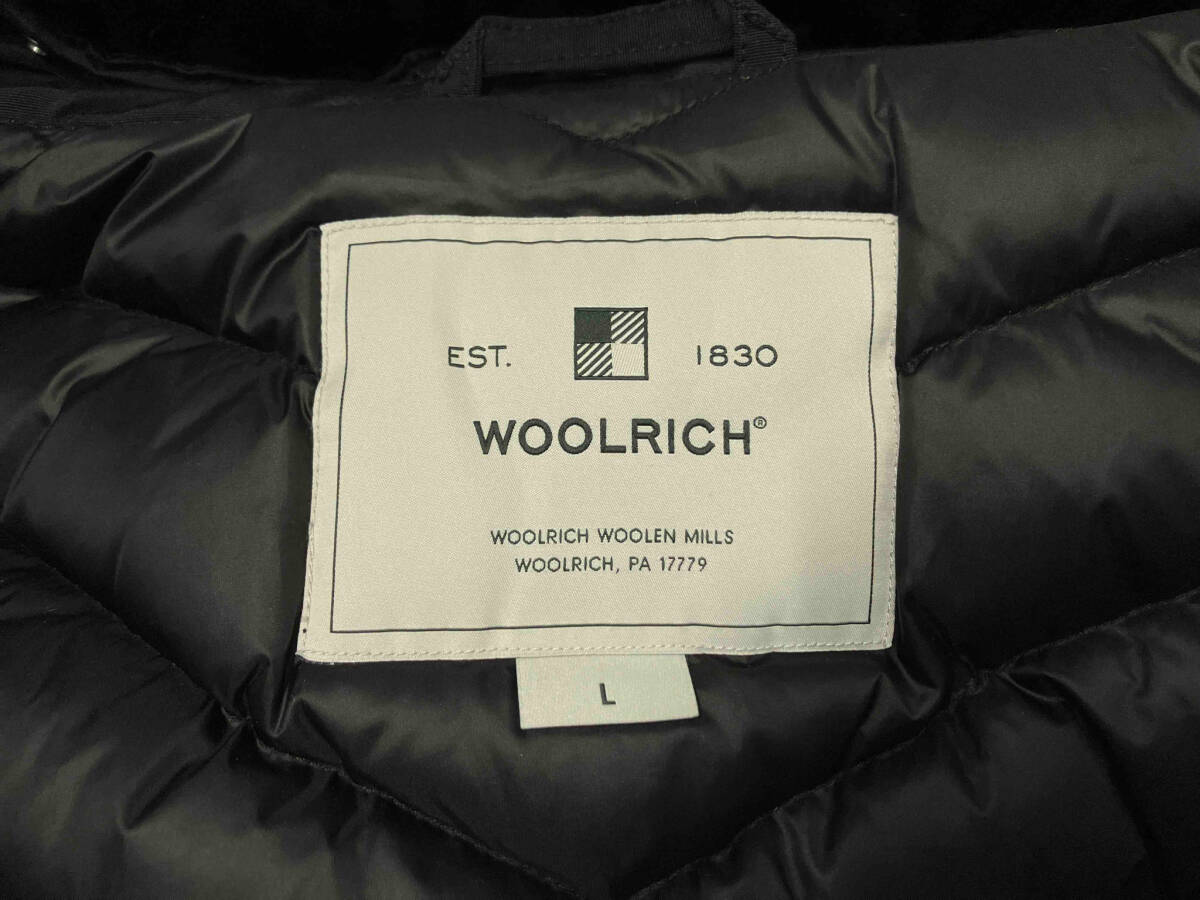 EST. 1830
WOOLRICH®
WOOLRICH WOOLEN MILLS
WOOLRICH, PA 17779
L